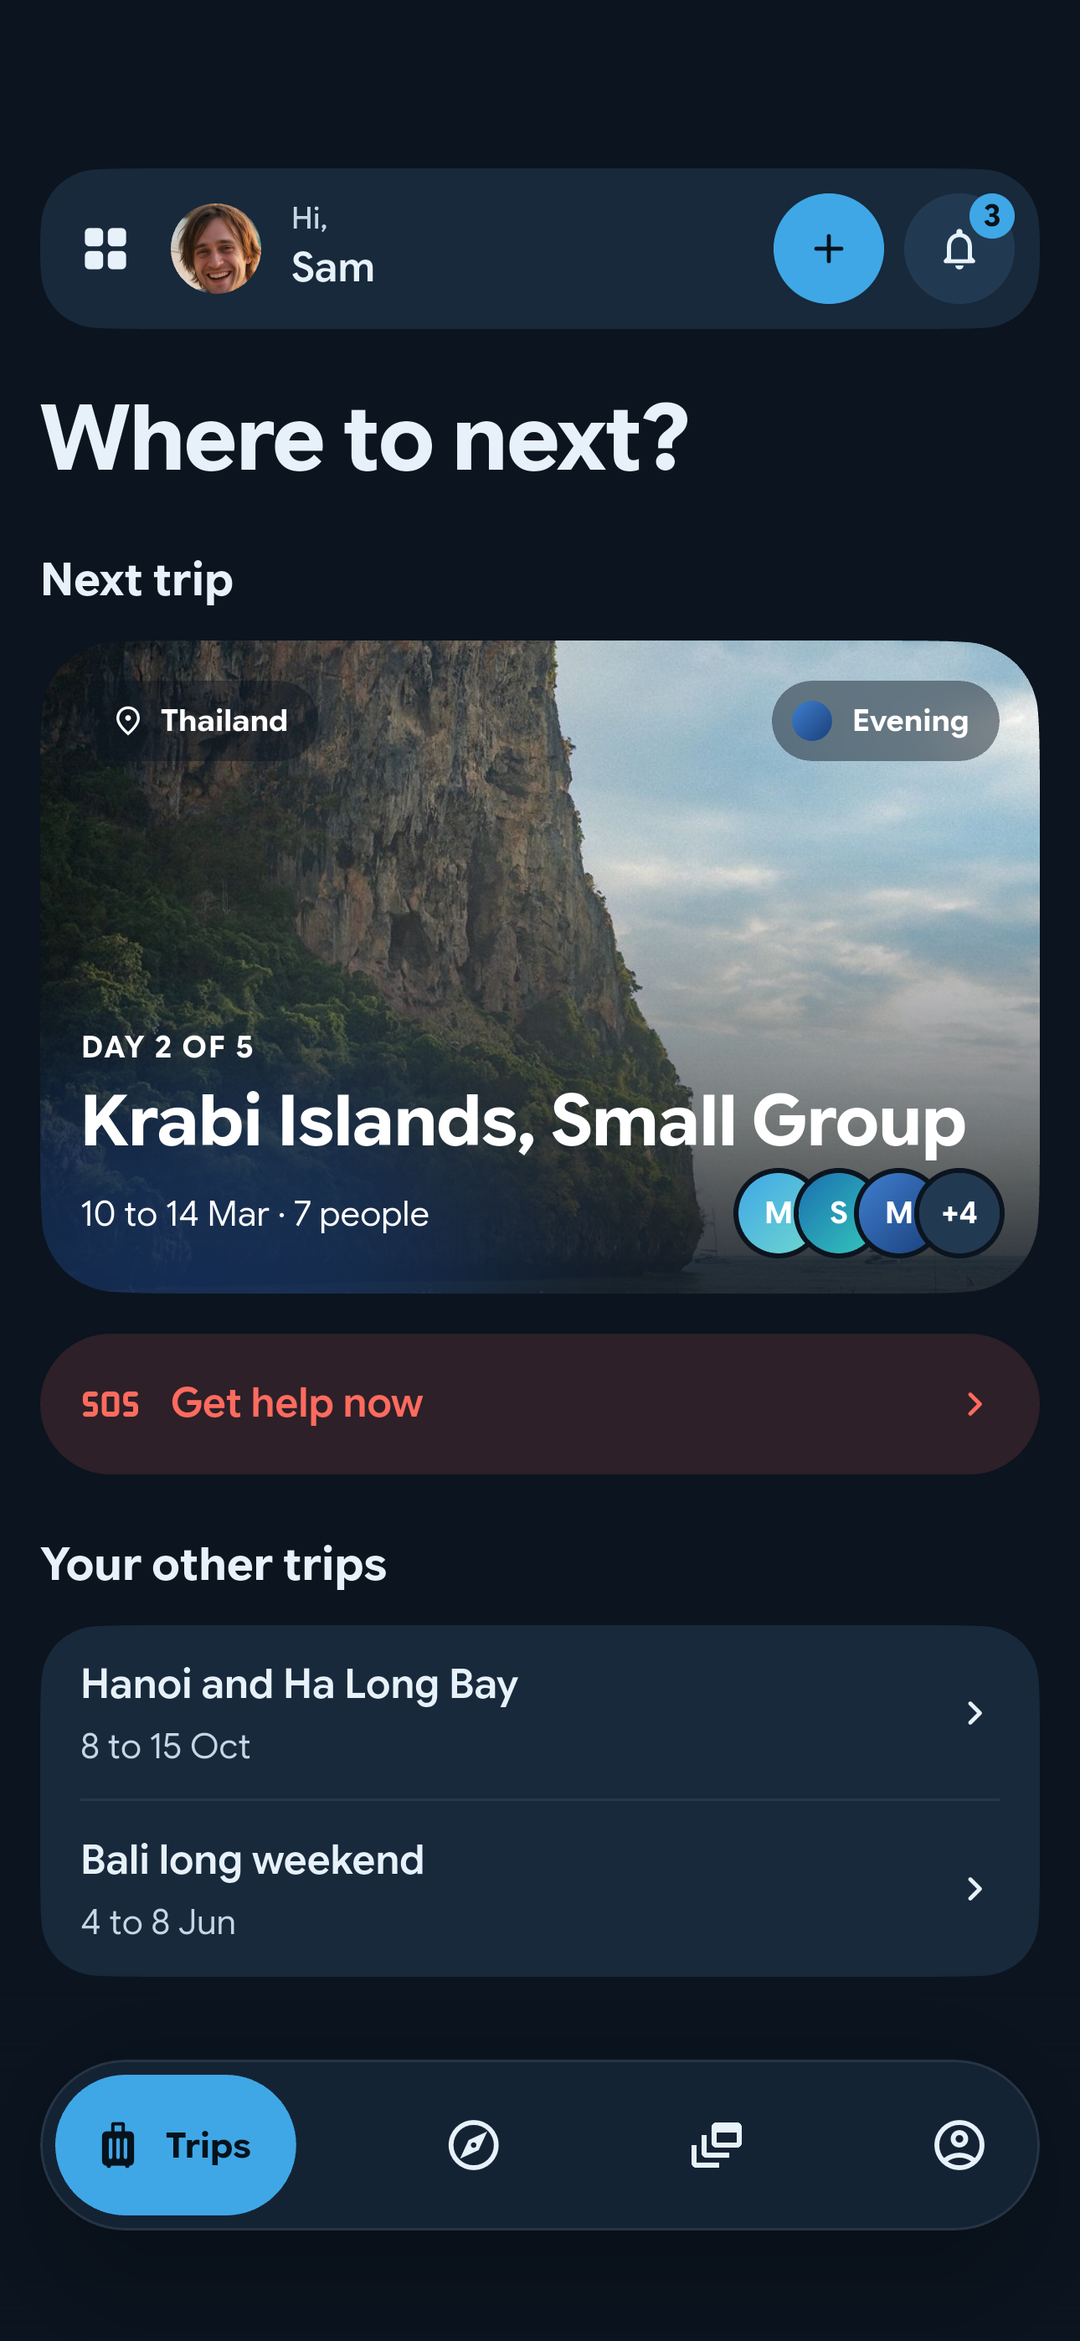 Hi,
Sam
3
Where to next?
Next trip
Thailand
Evening
DAY 2 OF 5
Krabi Islands, Small Group
10 to 14 Mar · 7 people
M S M +4
SOS Get help now
Your other trips
Hanoi and Ha Long Bay
8 to 15 Oct
Bali long weekend
4 to 8 Jun
Trips